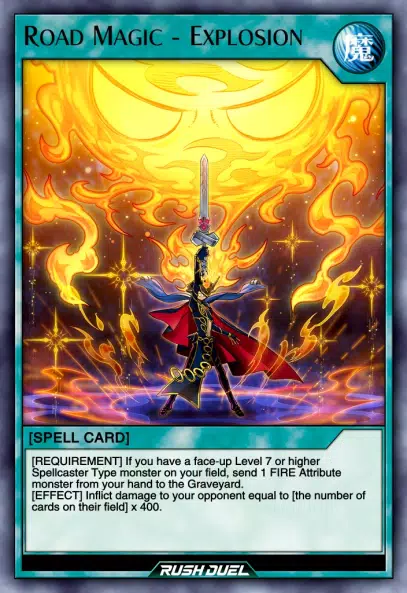 Road Magic - Explosion
魔
[SPELL CARD]
[REQUIREMENT] If you have a face-up Level 7 or higher
Spellcaster Type monster on your field, send 1 FIRE Attribute
monster from your hand to the Graveyard.
[EFFECT] Inflict damage to your opponent equal to [the number of
cards on their field] x 400.
RUSH DUEL